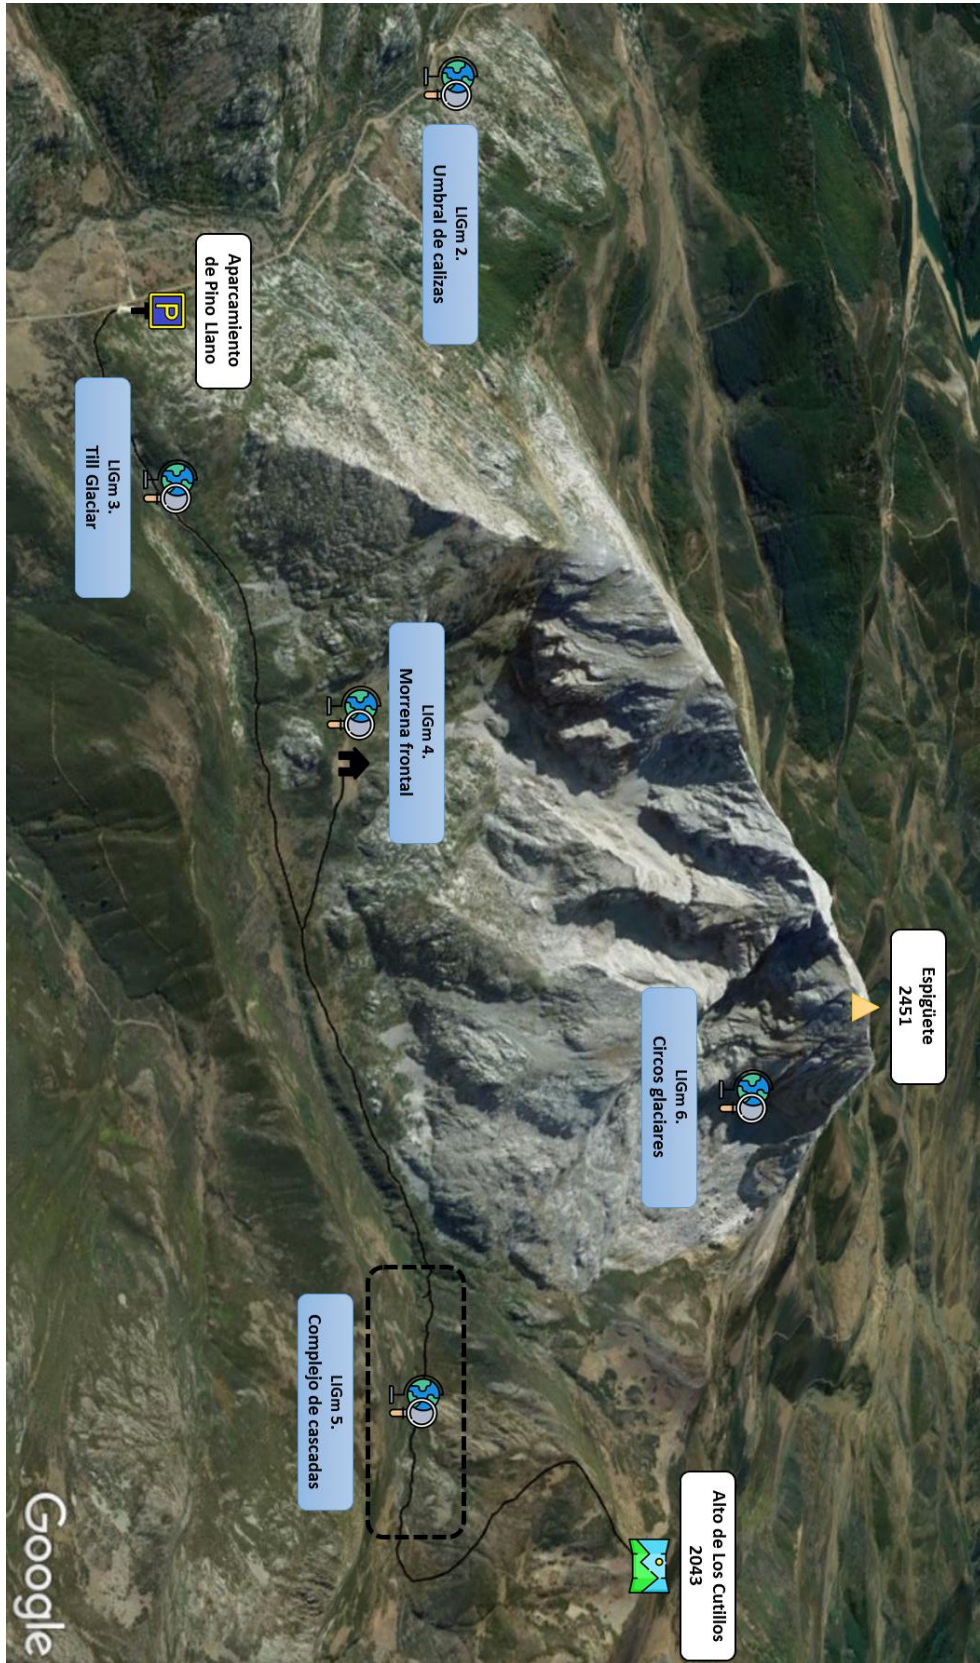 LIGm 2.
Umbral de calizas
Aparcamiento
de Pino Llano
P
LIGm 3.
Till Glaciar
LIGm 4.
Morrena frontal
Espigüete
2451
LIGm 6.
Circos glaciares
LIGm 5.
Complejo de cascadas
Alto de Los Cutillos
2043
Google